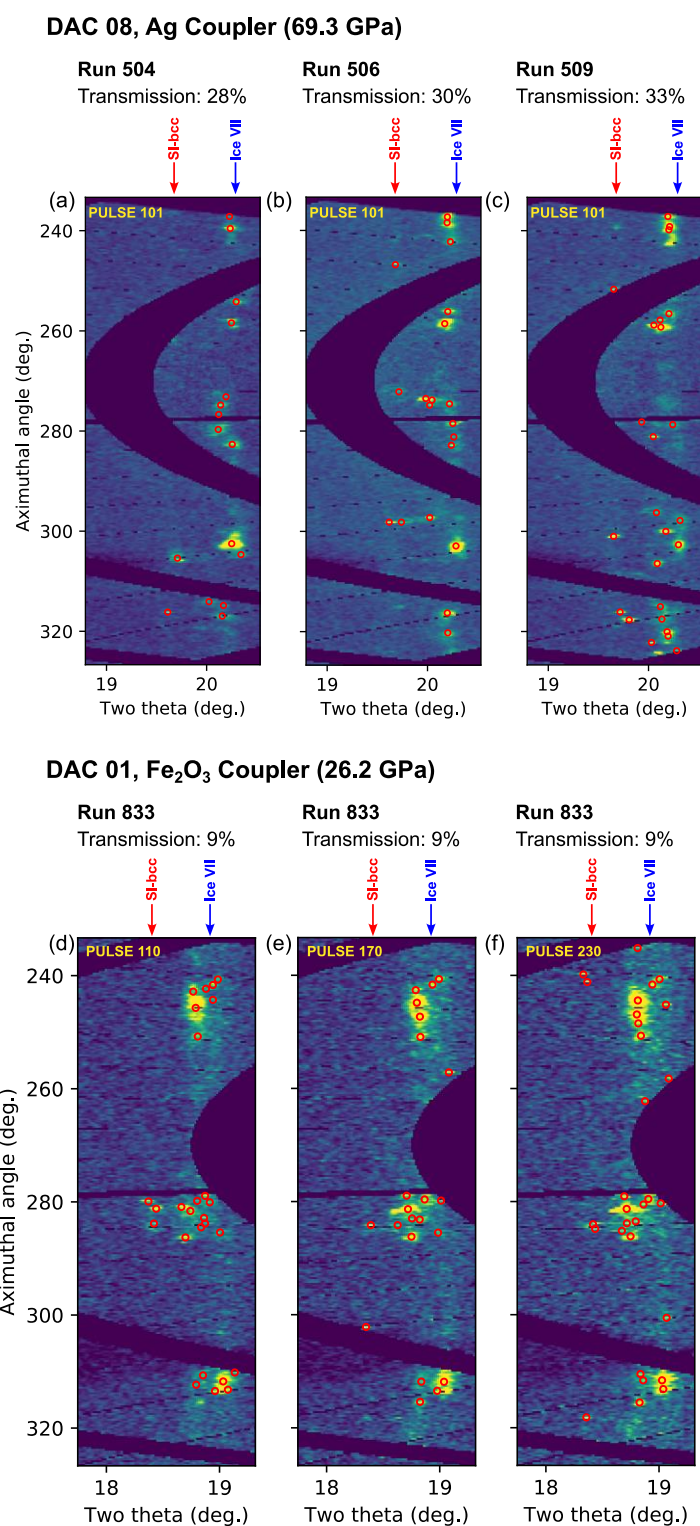 DAC 08, Ag Coupler (69.3 GPa)
Run 504
Transmission: 28%
Run 506
Transmission: 30%
Run 509
Transmission: 33%
SI-bcc
Ice VII
SI-bcc
Ice VII
SI-bcc
Ice VII
(a)
PULSE 101
(b)
PULSE 101
(c)
PULSE 101
240
260
280
300
320
Aximuthal angle (deg.)
19
20
19
20
19
20
Two theta (deg.)
Two theta (deg.)
Two theta (deg.)
DAC 01, Fe₂O₃ Coupler (26.2 GPa)
Run 833
Transmission: 9%
Run 833
Transmission: 9%
Run 833
Transmission: 9%
SI-bcc
Ice VII
SI-bcc
Ice VII
SI-bcc
Ice VII
(d)
PULSE 110
(e)
PULSE 170
(f)
PULSE 230
240
260
280
300
320
Aximuthal angle (deg.)
18
19
18
19
18
19
Two theta (deg.)
Two theta (deg.)
Two theta (deg.)